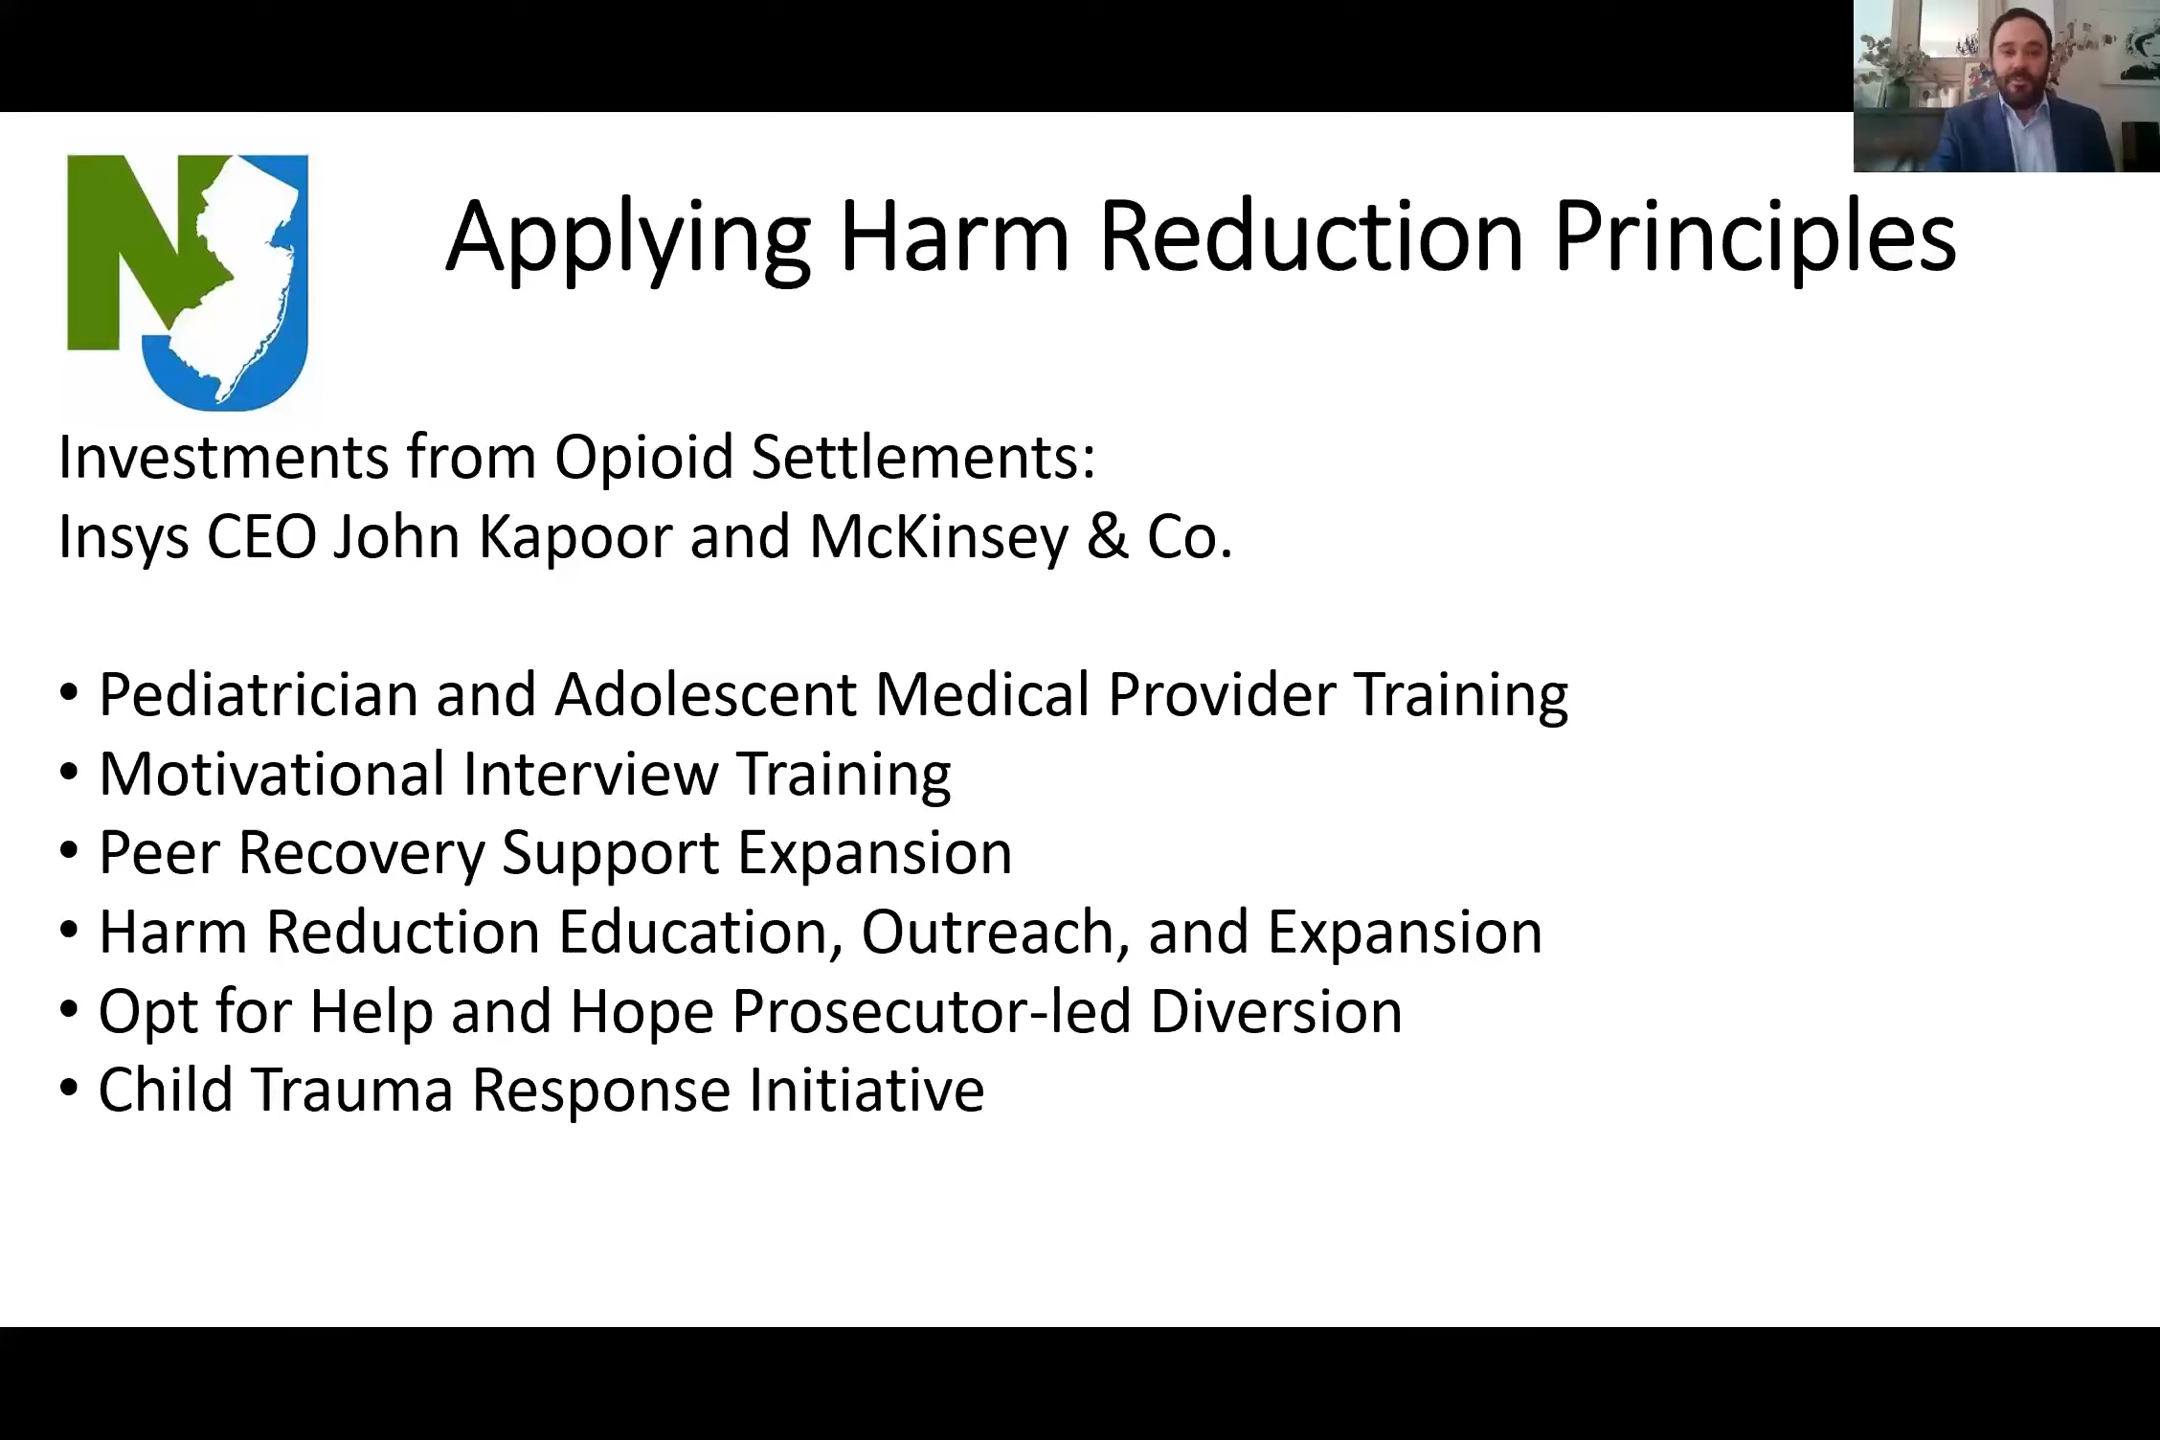 NJ
Applying Harm Reduction Principles
Investments from Opioid Settlements:
Insys CEO John Kapoor and McKinsey & Co.
• Pediatrician and Adolescent Medical Provider Training
• Motivational Interview Training
• Peer Recovery Support Expansion
• Harm Reduction Education, Outreach, and Expansion
• Opt for Help and Hope Prosecutor-led Diversion
• Child Trauma Response Initiative